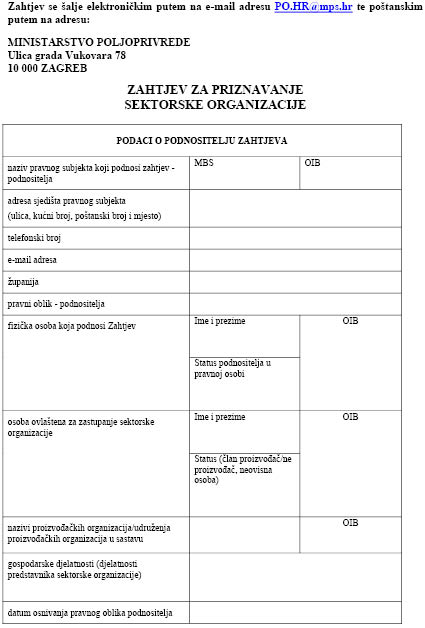 Zahtjev se šalje elektroničkim putem na e-mail adresu PO.HR@mps.hr te poštanskim
putem na adresu:
MINISTARSTVO POLJOPRIVREDE
Ulica grada Vukovara 78
10 000 ZAGREB
ZAHTJEV ZA PRIZNAVANJE
SEKTORSKE ORGANIZACIJE
PODACI O PODNOSITELJU ZAHTJEVA
naziv pravnog subjekta koji podnosi zahtjev -
podnositelja
MBS
OIB
adresa sjedišta pravnog subjekta
(ulica, kućni broj, poštanski broj i mjesto)
telefonski broj
e-mail adresa
županija
pravni oblik - podnositelja
fizička osoba koja podnosi Zahtjev
Ime i prezime
OIB
Status podnositelja u
pravnoj osobi
osoba ovlaštena za zastupanje sektorske
organizacije
Ime i prezime
OIB
Status (član proizvođač/ne
proizvođač, neovisna
osoba)
nazivi proizvođačkih organizacija/udruženja
proizvođačkih organizacija u sastavu
OIB
gospodarske djelatnosti (djelatnosti
predstavnika sektorske organizacije)
datum osnivanja pravnog oblika podnositelja